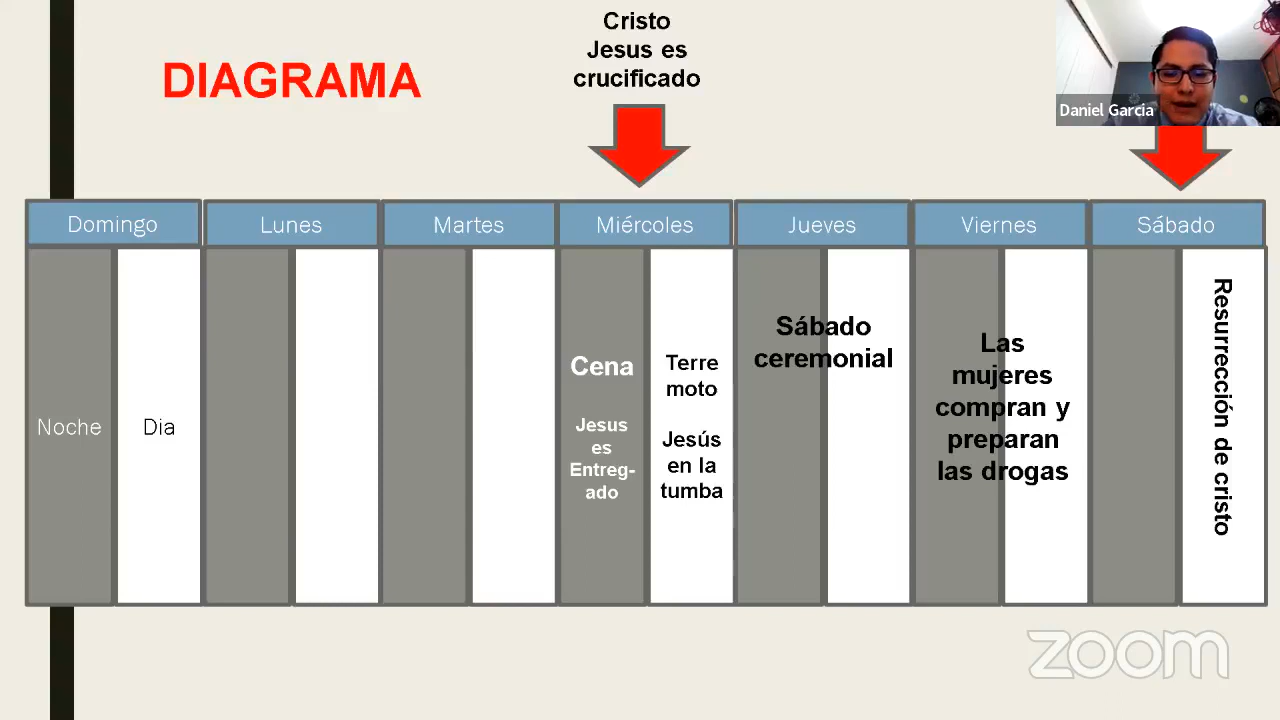 Cristo
Jesus es
crucificado
DIAGRAMA
Daniel Garcia
Domingo
Lunes
Martes
Miércoles
Jueves
Viernes
Sábado
Noche
Dia
Cena
Jesus
es
Entreg-
ado
Terre
moto
Jesús
en la
tumba
Sábado
ceremonial
Las
mujeres
compran y
preparan
las drogas
Resurrección de cristo
zoom